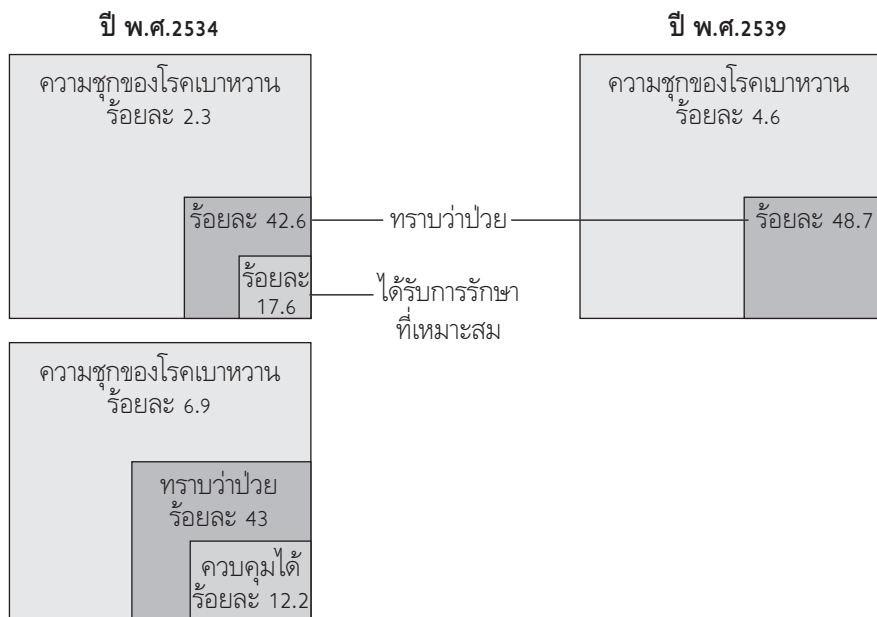 ปี พ.ศ.2534
ความชุกของโรคเบาหวาน
ร้อยละ 2.3
ร้อยละ 42.6
ร้อยละ
17.6
ทราบว่าป่วย
ได้รับการรักษา
ที่เหมาะสม
ปี พ.ศ.2539
ความชุกของโรคเบาหวาน
ร้อยละ 4.6
ร้อยละ 48.7
ความชุกของโรคเบาหวาน
ร้อยละ 6.9
ทราบว่าป่วย
ร้อยละ 43
ควบคุมได้
ร้อยละ 12.2